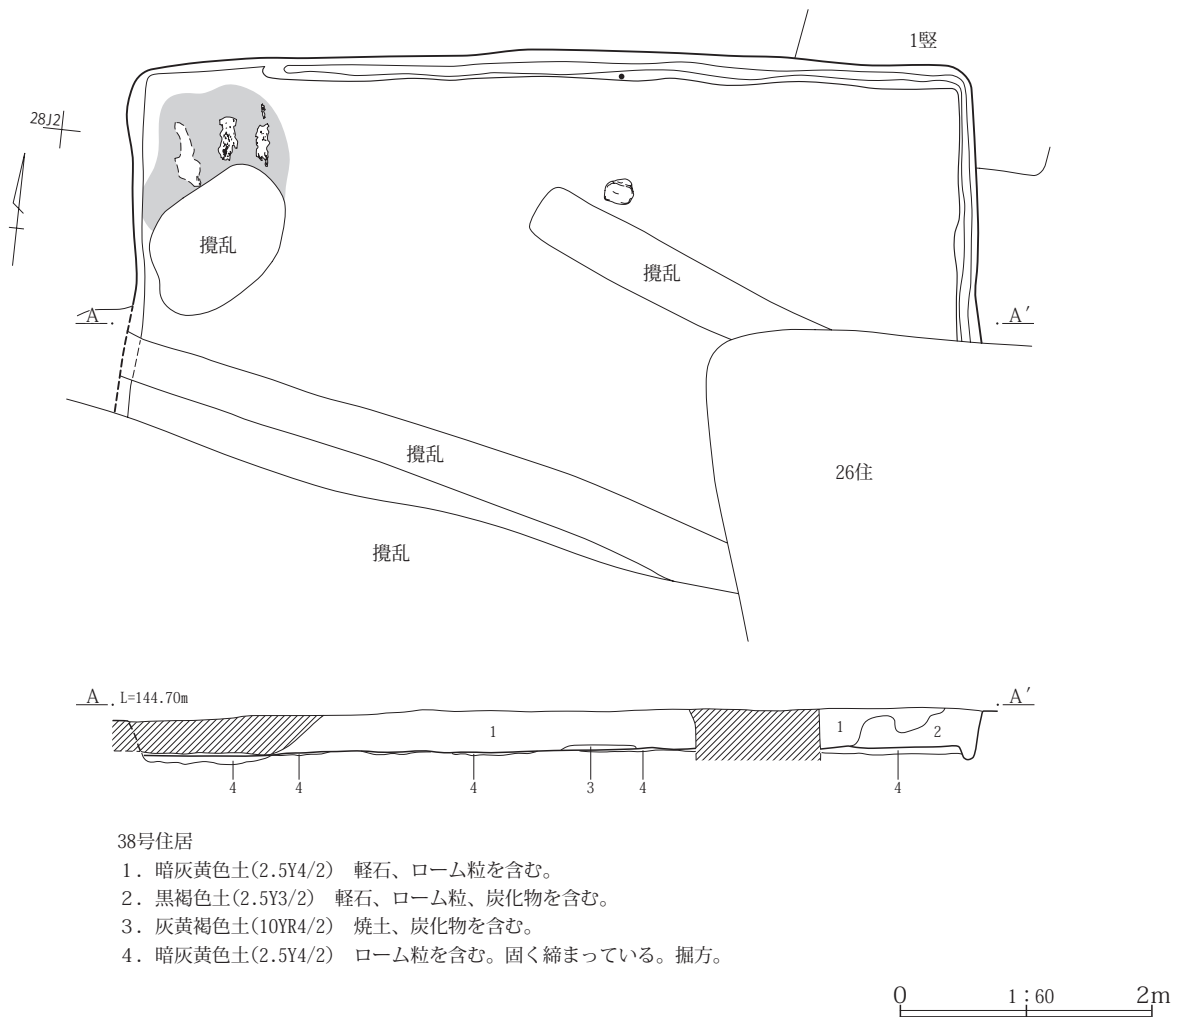 1竪
28J2
攪乱
攪乱
A . . A′
攪乱
26住
攪乱
A . L=144.70m . A′
1 1 2
4 4 4 3 4 4
38号住居
1．暗灰黄色土(2.5Y4/2)　軽石、ローム粒を含む。
2．黒褐色土(2.5Y3/2)　軽石、ローム粒、炭化物を含む。
3．灰黄褐色土(10YR4/2)　焼土、炭化物を含む。
4．暗灰黄色土(2.5Y4/2)　ローム粒を含む。固く締まっている。掘方。
0 1：60 2m